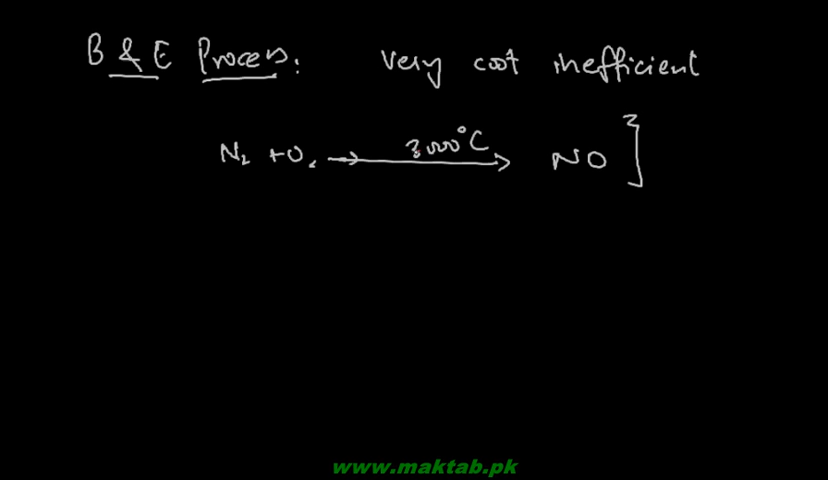 B & E Process: very cost inefficient
N₂ + O₂ → 3000°C NO ]
www.maktab.pk